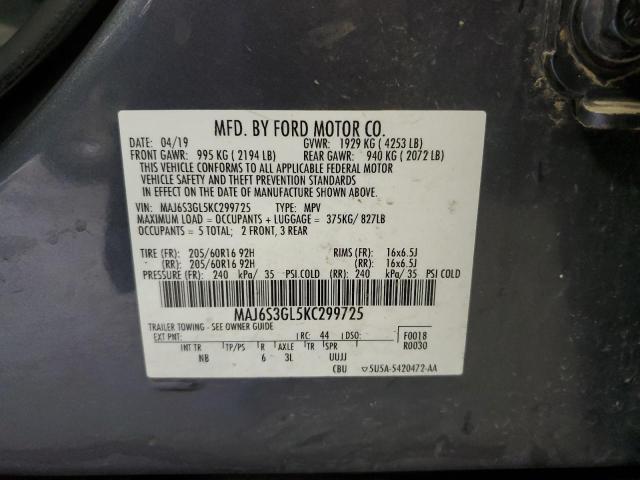 MFD. BY FORD MOTOR CO.
DATE: 04/19 GVWR: 1929 KG ( 4253 LB)
FRONT GAWR: 995 KG ( 2194 LB) REAR GAWR: 940 KG ( 2072 LB)
THIS VEHICLE CONFORMS TO ALL APPLICABLE FEDERAL MOTOR
VEHICLE SAFETY AND THEFT PREVENTION STANDARDS
IN EFFECT ON THE DATE OF MANUFACTURE SHOWN ABOVE.
VIN: MAJ6S3GL5KC299725 TYPE: MPV
MAXIMUM LOAD = OCCUPANTS + LUGGAGE = 375KG/ 827LB
OCCUPANTS = 5 TOTAL; 2 FRONT, 3 REAR
TIRE (FR): 205/60R16 92H RIMS (FR): 16x6.5J
(RR): 205/60R16 92H (RR): 16x6.5J
PRESSURE (FR): 240 kPa/ 35 PSI.COLD (RR): 240 kPa/35 PSI COLD
MAJ6S3GL5KC299725
TRAILER TOWING - SEE OWNER GUIDE
EXT PNT: RC: 44 DSO: F0018
INT TR TP/PS R AXLE TR SPR R0030
NB 6 3L UUJJ
CBU ▽5U5A-5420472-AA